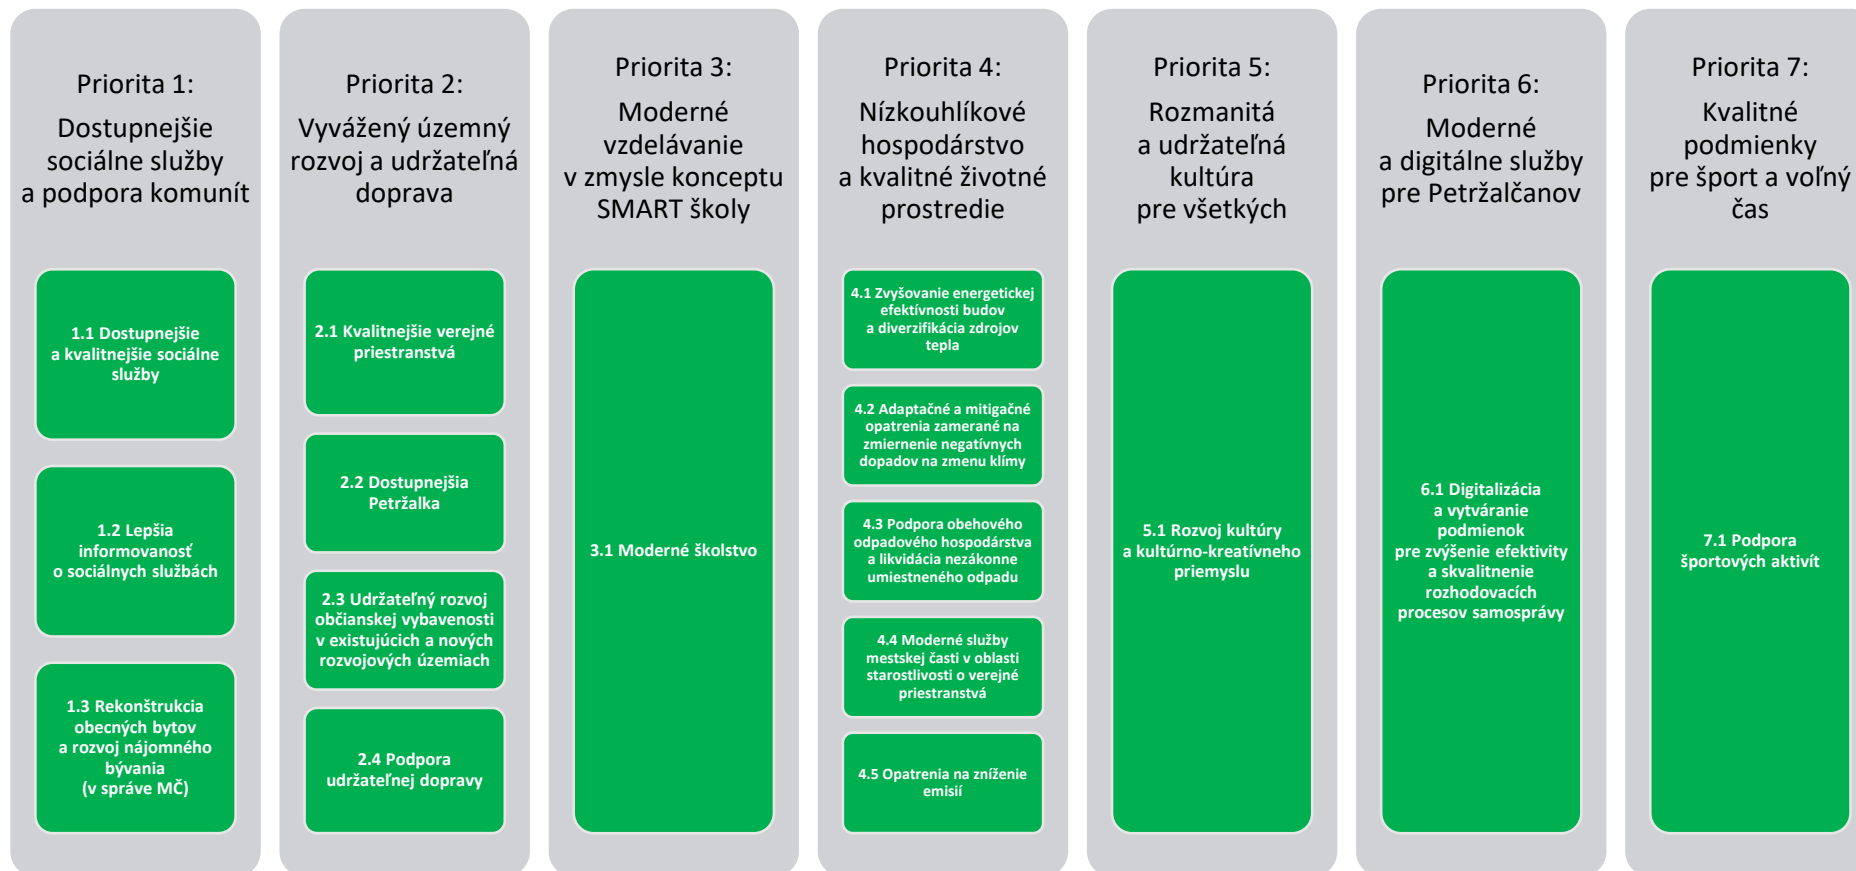 Priorita 1:
Dostupnejšie
sociálne služby
a podpora komunít
1.1 Dostupnejšie
a kvalitnejšie sociálne
služby
1.2 Lepšia
informovanosť
o sociálnych službách
1.3 Rekonštrukcia
obecných bytov
a rozvoj nájomného
bývania
(v správe MČ)
Priorita 2:
Vyvážený územný
rozvoj a udržateľná
doprava
2.1 Kvalitnejšie verejné
priestranstvá
2.2 Dostupnejšia
Petržalka
2.3 Udržateľný rozvoj
občianskej vybavenosti
v existujúcich a nových
rozvojových územiach
2.4 Podpora
udržateľnej dopravy
Priorita 3:
Moderné
vzdelávanie
v zmysle konceptu
SMART školy
3.1 Moderné školstvo
Priorita 4:
Nízkouhlíkové
hospodárstvo
a kvalitné životné
prostredie
4.1 Zvyšovanie energetickej
efektívnosti budov
a diverzifikácia zdrojov
tepla
4.2 Adaptačné a mitigačné
opatrenia zamerané na
zmiernenie negatívnych
dopadov na zmenu klímy
4.3 Podpora obehového
odpadového hospodárstva
a likvidácia nezákonne
umiestneného odpadu
4.4 Moderné služby
mestskej časti v oblasti
starostlivosti o verejné
priestranstvá
4.5 Opatrenia na zníženie
emisií
Priorita 5:
Rozmanitá
a udržateľná
kultúra
pre všetkých
5.1 Rozvoj kultúry
a kultúrno-kreatívneho
priemyslu
Priorita 6:
Moderné
a digitálne služby
pre Petržalčanov
6.1 Digitalizácia
a vytváranie
podmienok
pre zvýšenie efektivity
a skvalitnenie
rozhodovacích
procesov samosprávy
Priorita 7:
Kvalitné
podmienky
pre šport a voľný
čas
7.1 Podpora
športových aktivít